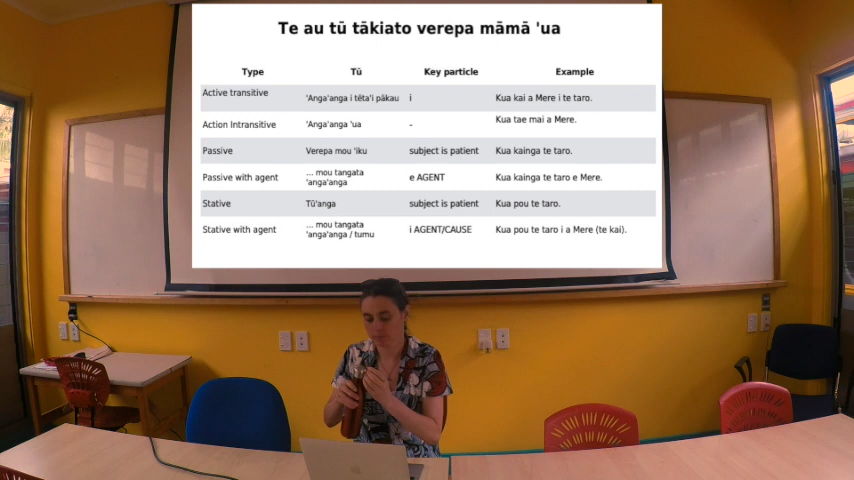 Te au tū tākiato verepa māmā 'ua
Type Tū Key particle Example
Active transitive 'Anga'anga i tēta'i pākau i Kua kai a Mere i te taro.
Action Intransitive 'Anga'anga 'ua - Kua tae mai a Mere.
Passive Verepa mou 'iku subject is patient Kua kainga te taro.
Passive with agent ... mou tangata 'anga'anga e AGENT Kua kainga te taro e Mere.
Stative Tū'anga subject is patient Kua pou te taro.
Stative with agent ... mou tangata 'anga'anga / tumu i AGENT/CAUSE Kua pou te taro i a Mere (te kai).